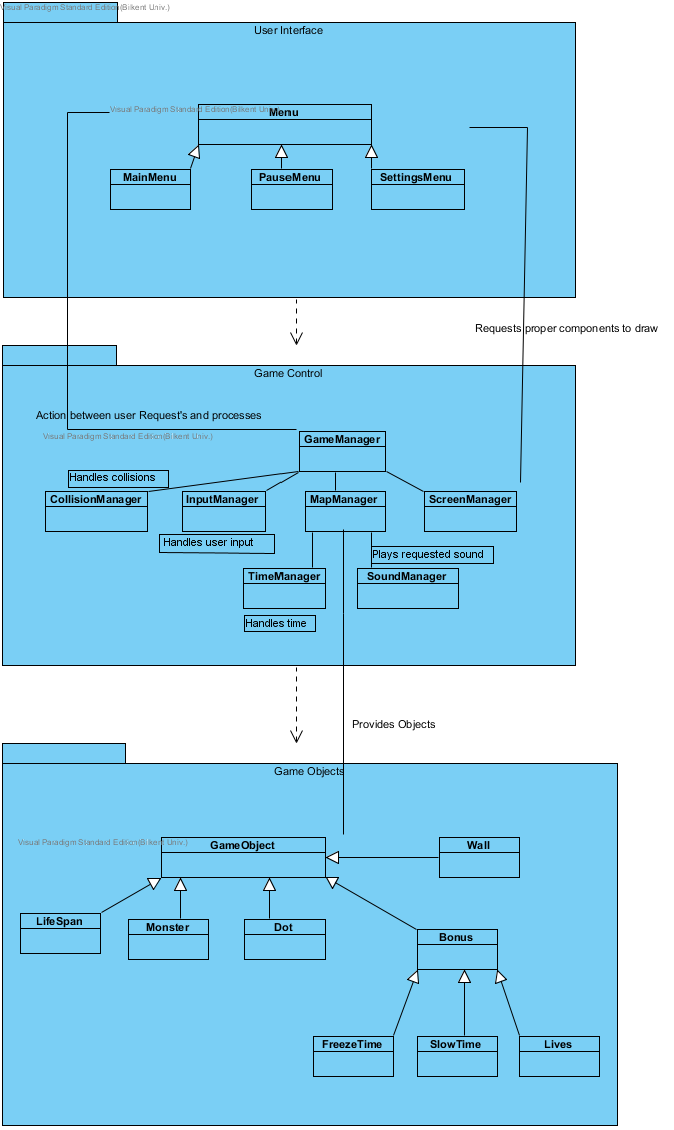 Visual Paradigm Standard Edition(Bilkent Univ.)
User Interface
Visual Paradigm Standard Edition(Bilkent Univ.)
Menu
MainMenu
PauseMenu
SettingsMenu
Requests proper components to draw
Game Control
Action between user Request's and processes
Visual Paradigm Standard Edition(Bilkent Univ.)
GameManager
Handles collisions
CollisionManager
InputManager
MapManager
ScreenManager
Handles user input
Plays requested sound
TimeManager
SoundManager
Handles time
Provides Objects
Game Objects
Visual Paradigm Standard Edition(Bilkent Univ.)
GameObject
Wall
LifeSpan
Monster
Dot
Bonus
FreezeTime
SlowTime
Lives